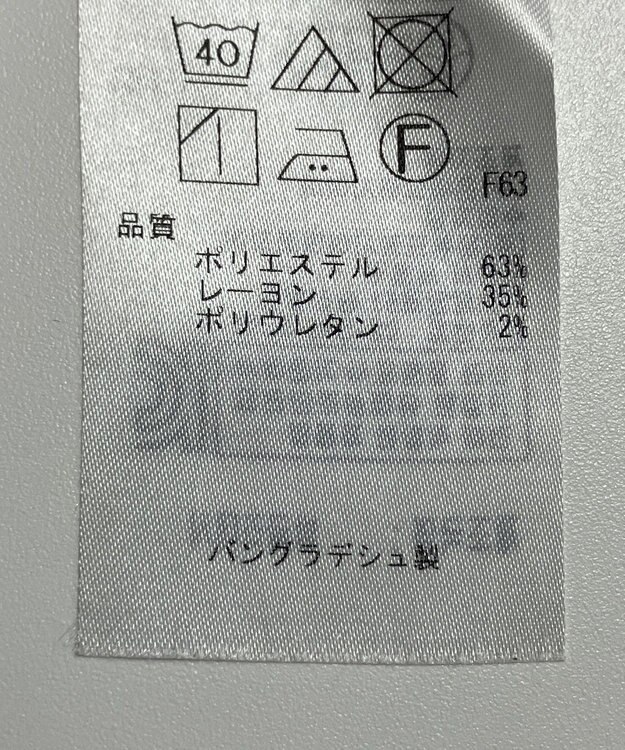 40
F
F63
品質
ポリエステル 63%
レーヨン 35%
ポリウレタン 2%
バングラデシュ製